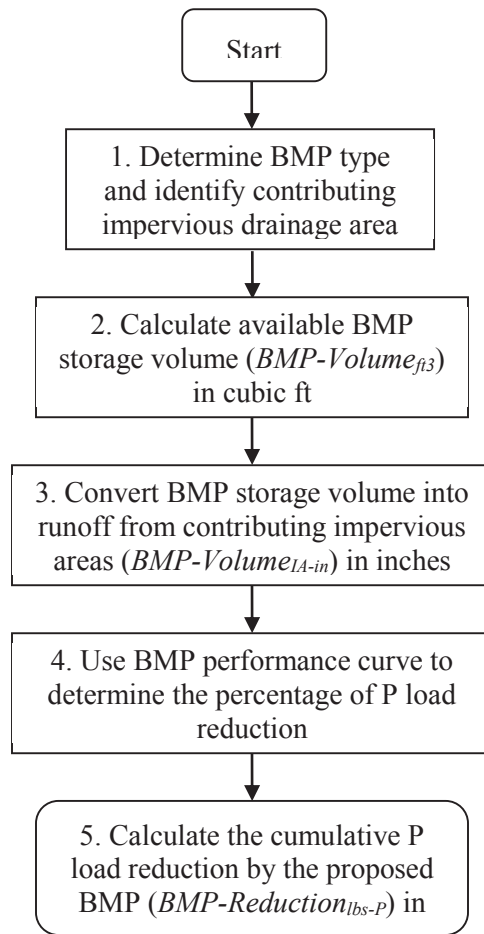 Start
1. Determine BMP type
and identify contributing
impervious drainage area
2. Calculate available BMP
storage volume (BMP-Volumeft3)
in cubic ft
3. Convert BMP storage volume into
runoff from contributing impervious
areas (BMP-VolumeIA-in) in inches
4. Use BMP performance curve to
determine the percentage of P load
reduction
5. Calculate the cumulative P
load reduction by the proposed
BMP (BMP-Reductionlbs-P) in